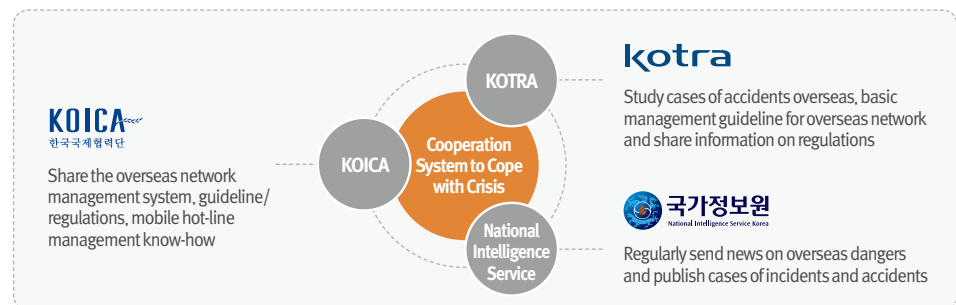 KOICA
한국국제협력단
Share the overseas network
management system, guideline/
regulations, mobile hot-line
management know-how
KOICA
KOTRA
Cooperation
System to Cope
with Crisis
National
Intelligence
Service
kotra
Study cases of accidents overseas, basic
management guideline for overseas network
and share information on regulations
국가정보원
National Intelligence Service Korea
Regularly send news on overseas dangers
and publish cases of incidents and accidents